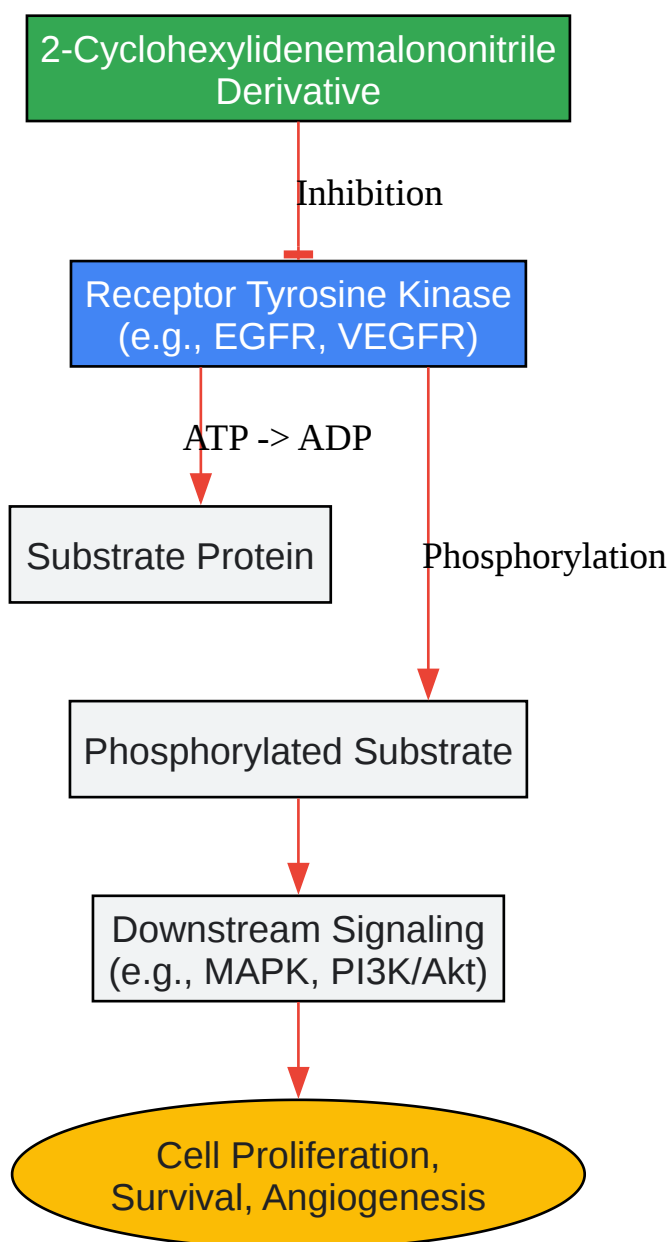 2-Cyclohexylidenemalononitrile
Derivative
Inhibition
Receptor Tyrosine Kinase
(e.g., EGFR, VEGFR)
ATP -> ADP
Substrate Protein
Phosphorylation
Phosphorylated Substrate
Downstream Signaling
(e.g., MAPK, PI3K/Akt)
Cell Proliferation,
Survival, Angiogenesis